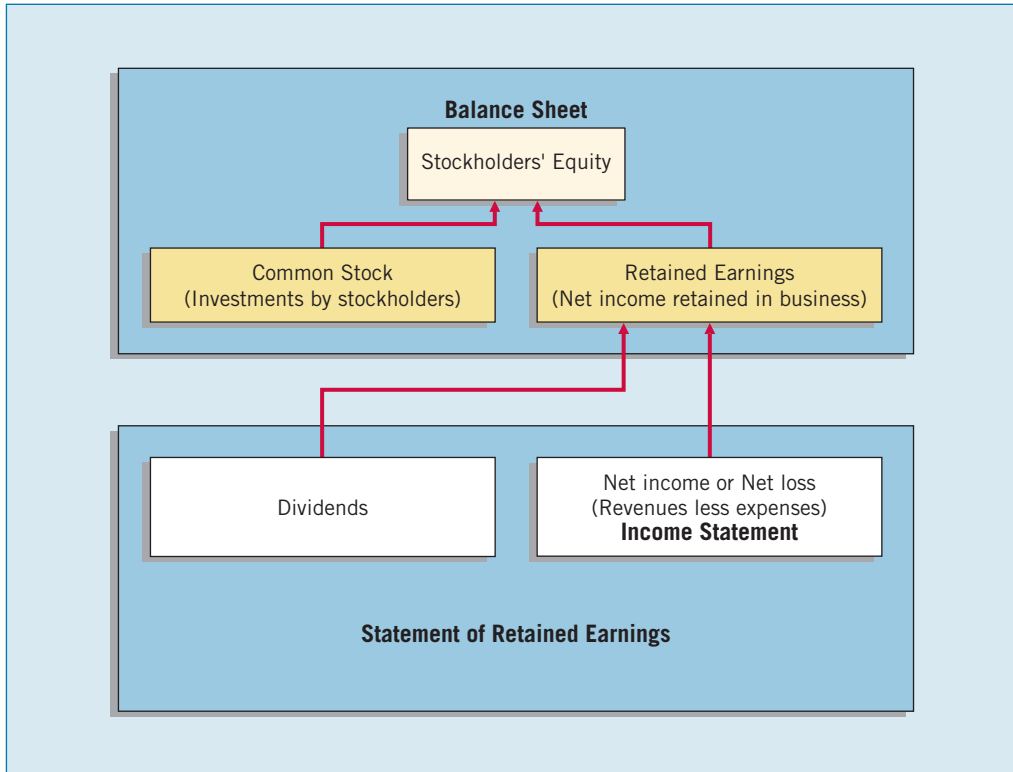 Balance Sheet
Stockholders' Equity
Common Stock
(Investments by stockholders)
Retained Earnings
(Net income retained in business)
Dividends
Net income or Net loss
(Revenues less expenses)
Income Statement
Statement of Retained Earnings